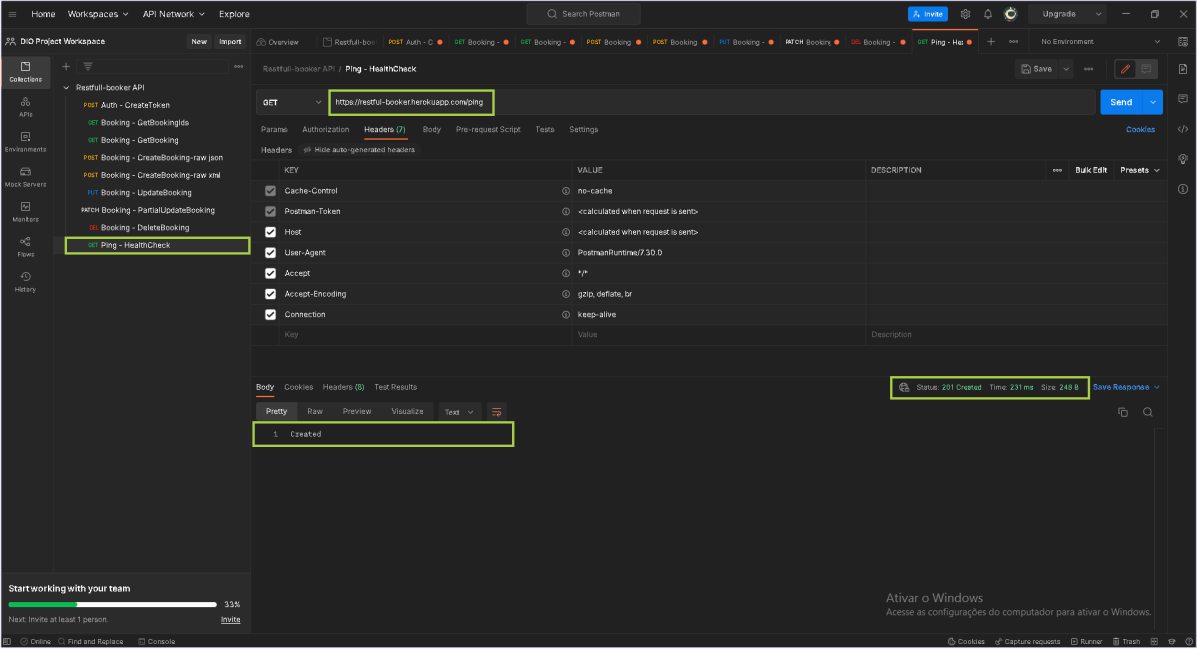 Home Workspaces API Network Explore Search Postman Invite Upgrade
DIO Project Workspace New Import Overview Restfull-boo POST Auth - C GET Booking - GET Booking - POST Booking POST Booking PUT Booking - PATCH Booking DEL Booking - GET Ping - Hea No Environment
Collections
APIs
Environments
Mock Servers
Monitors
Flows
History
Restfull-booker API
POST Auth - CreateToken
GET Booking - GetBookingIds
GET Booking - GetBooking
POST Booking - CreateBooking-raw json
POST Booking - CreateBooking-raw xml
PUT Booking - UpdateBooking
PATCH Booking - PartialUpdateBooking
DEL Booking - DeleteBooking
GET Ping - HealthCheck
Restfull-booker API / Ping - HealthCheck Save
GET https://restful-booker.herokuapp.com/ping Send
Params Authorization Headers (7) Body Pre-request Script Tests Settings Cookies
Headers Hide auto-generated headers
KEY VALUE DESCRIPTION Bulk Edit Presets
Cache-Control no-cache
Postman-Token <calculated when request is sent>
Host <calculated when request is sent>
User-Agent PostmanRuntime/7.30.0
Accept */*
Accept-Encoding gzip, deflate, br
Connection keep-alive
Key Value Description
Body Cookies Headers (8) Test Results Status: 201 Created Time: 231 ms Size: 248 B Save Response
Pretty Raw Preview Visualize Text
1 Created
Start working with your team
33%
Next: Invite at least 1 person. Invite
Ativar o Windows
Acesse as configurações do computador para ativar o Windows.
Online Find and Replace Console Cookies Capture requests Runner Trash